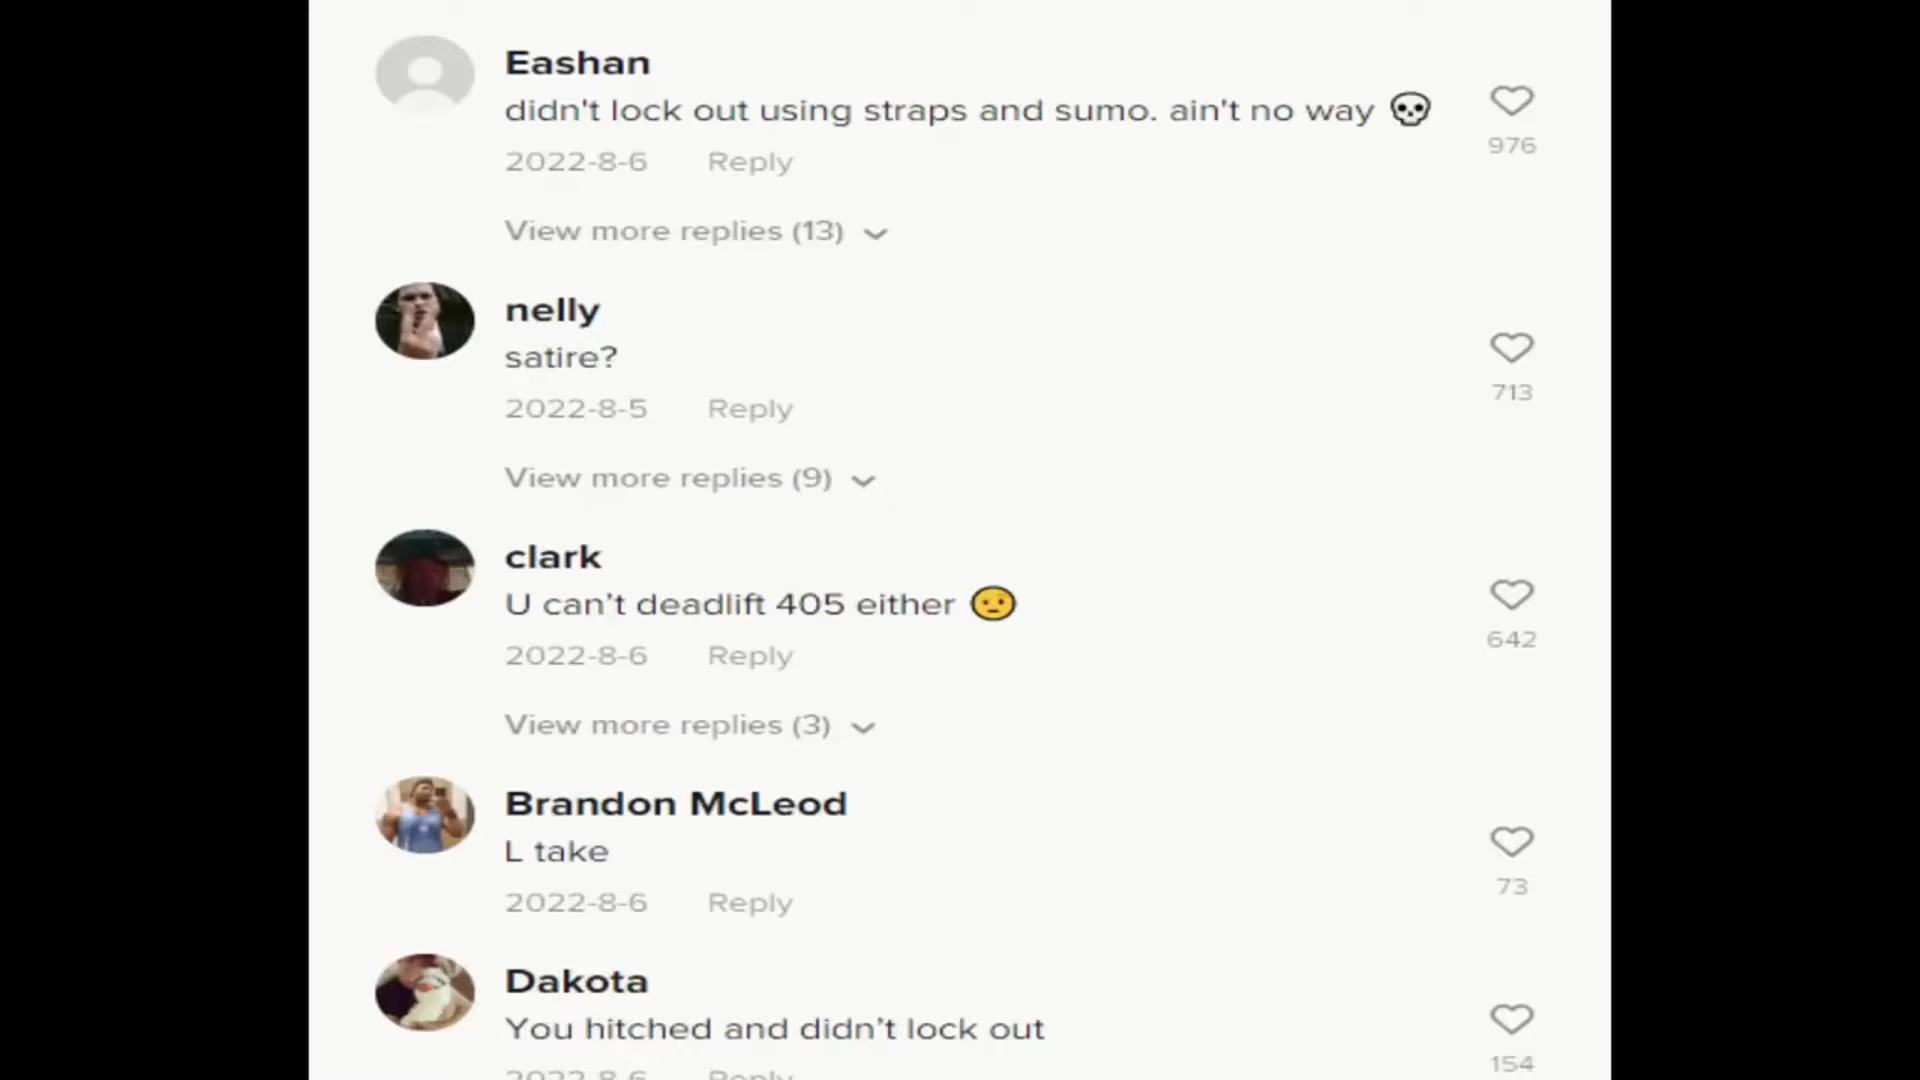 Eashan
didn't lock out using straps and sumo. ain't no way 💀
976
2022-8-6 Reply
View more replies (13)
nelly
satire?
713
2022-8-5 Reply
View more replies (9)
clark
U can’t deadlift 405 either 🫤
642
2022-8-6 Reply
View more replies (3)
Brandon McLeod
L take
73
2022-8-6 Reply
Dakota
You hitched and didn’t lock out
154
2022-8-6 Reply